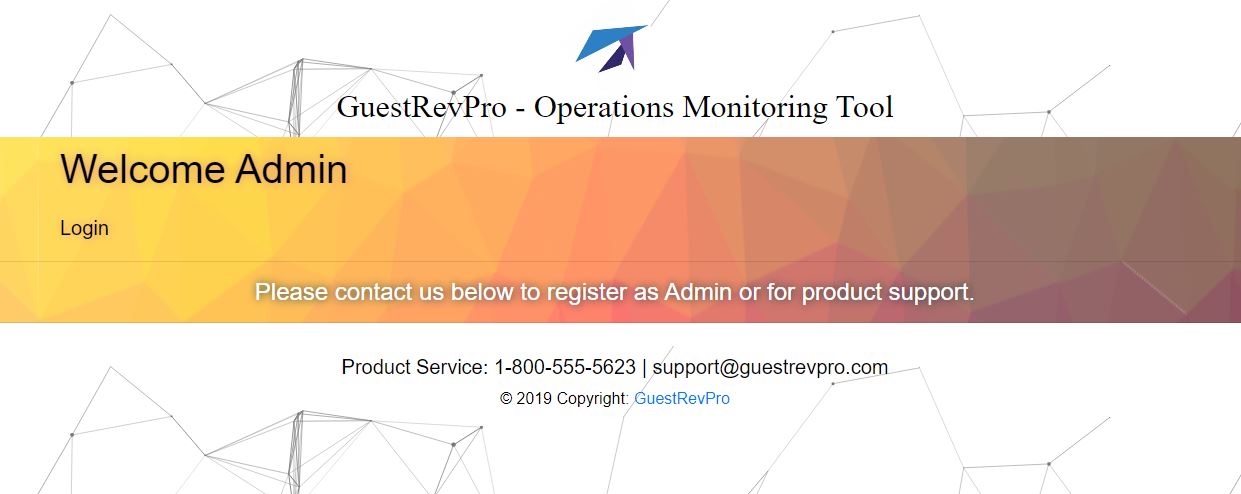 GuestRevPro - Operations Monitoring Tool
Welcome Admin
Login
Please contact us below to register as Admin or for product support.
Product Service: 1-800-555-5623 | support@guestrevpro.com
© 2019 Copyright: GuestRevPro